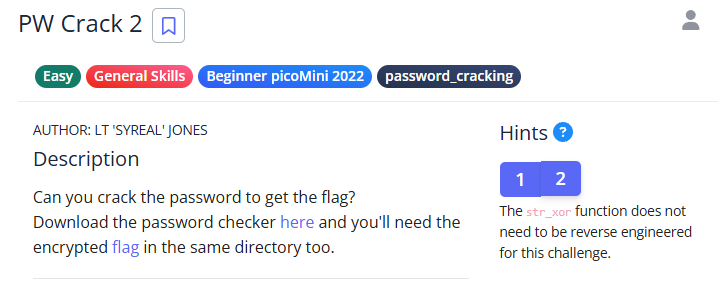 PW Crack 2
Easy General Skills Beginner picoMini 2022 password_cracking
AUTHOR: LT 'SYREAL' JONES
Description
Can you crack the password to get the flag?
Download the password checker here and you'll need the
encrypted flag in the same directory too.
Hints ?
1 2
The str_xor function does not
need to be reverse engineered
for this challenge.